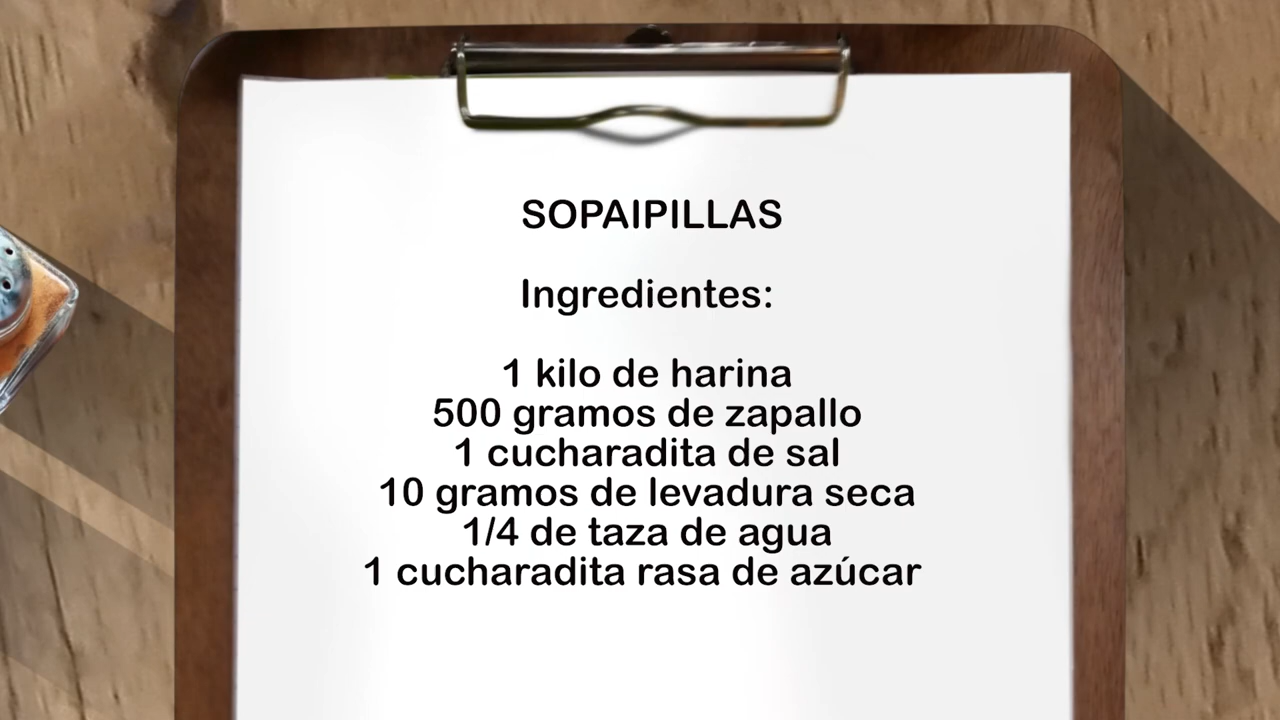 SOPAIPILLAS
Ingredientes:
1 kilo de harina
500 gramos de zapallo
1 cucharadita de sal
10 gramos de levadura seca
1/4 de taza de agua
1 cucharadita rasa de azúcar